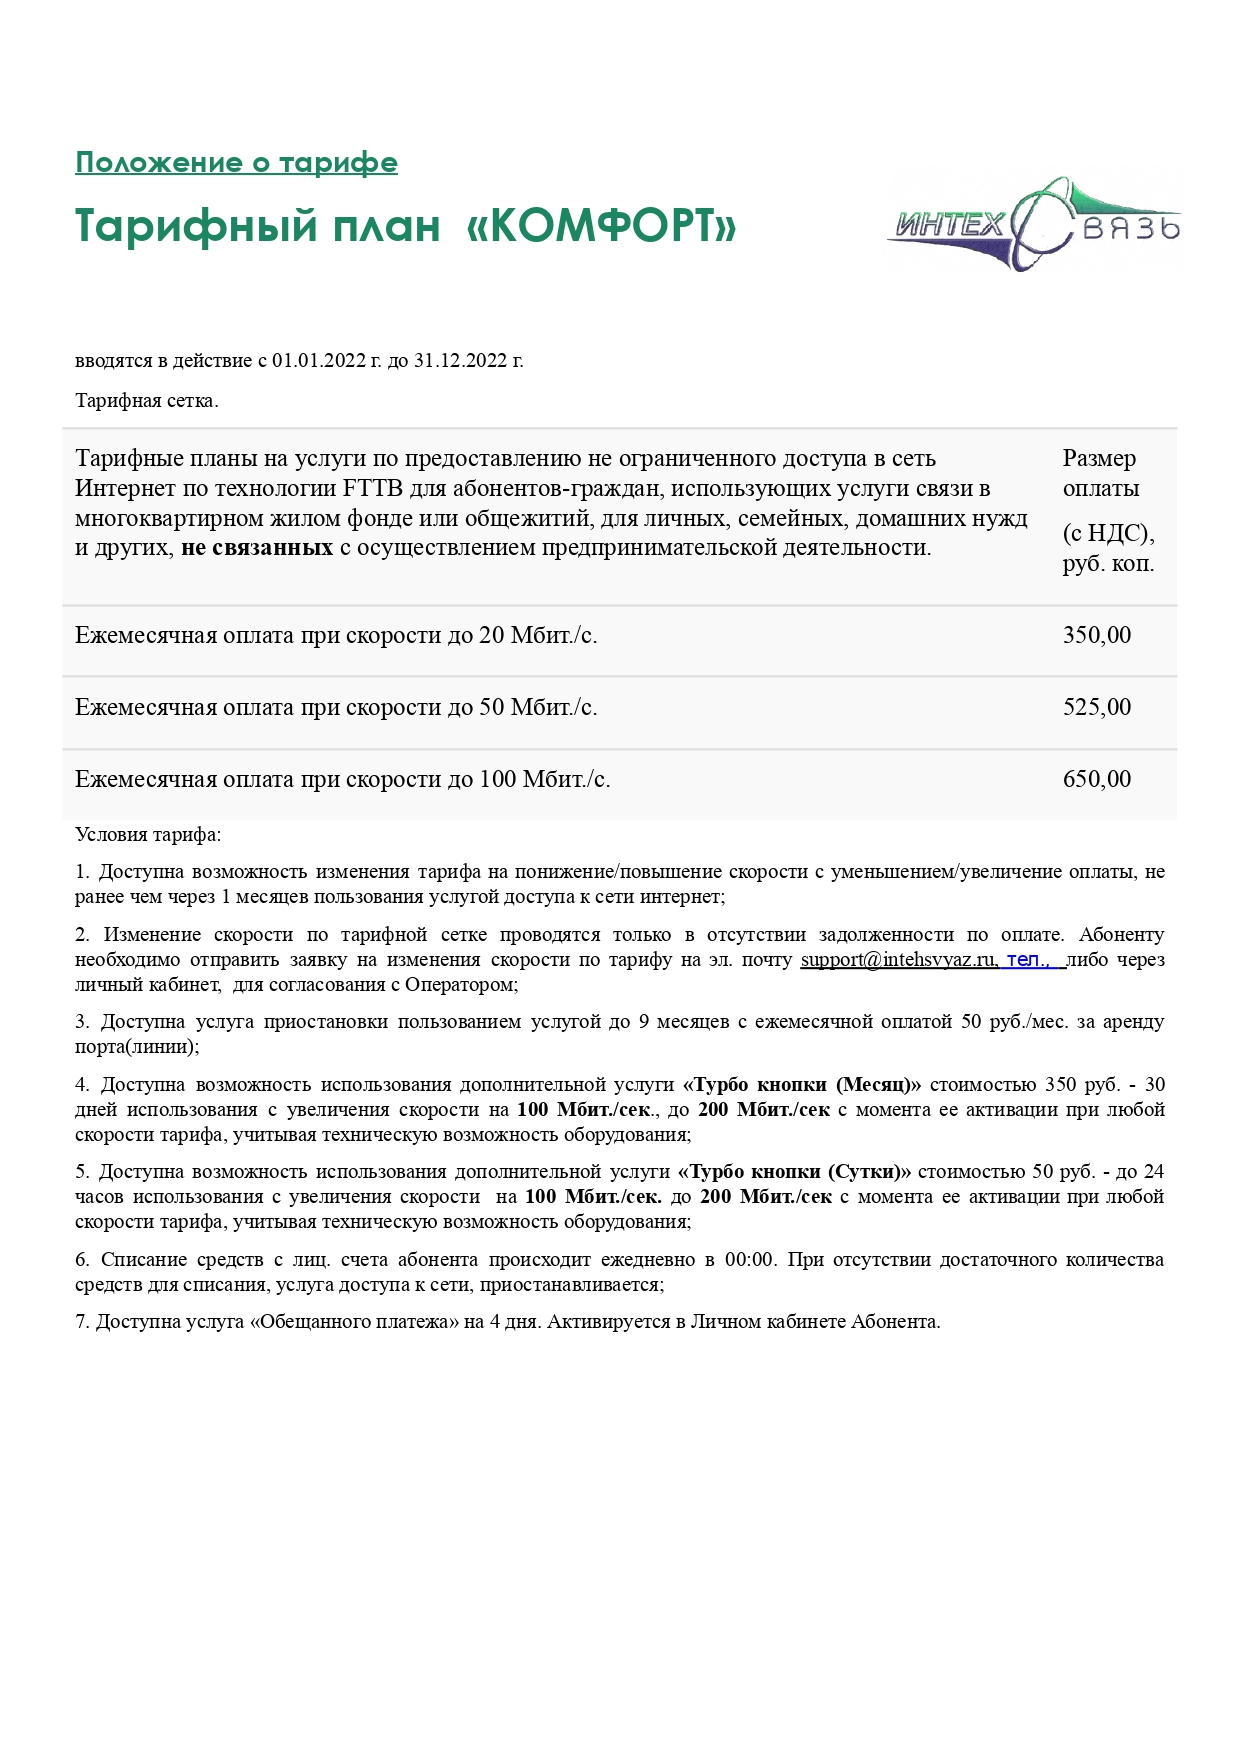 Положение о тарифе
Тарифный план «КОМФОРТ»
ИНТЕХ СВЯЗЬ
вводятся в действие с 01.01.2022 г. до 31.12.2022 г.
Тарифная сетка.
Тарифные планы на услуги по предоставлению не ограниченного доступа в сеть
Интернет по технологии FTTB для абонентов-граждан, использующих услуги связи в
многоквартирном жилом фонде или общежитий, для личных, семейных, домашних нужд
и других, не связанных с осуществлением предпринимательской деятельности.
Размер
оплаты
(с НДС),
руб. коп.
Ежемесячная оплата при скорости до 20 Мбит./с.
350,00
Ежемесячная оплата при скорости до 50 Мбит./с.
525,00
Ежемесячная оплата при скорости до 100 Мбит./с.
650,00
Условия тарифа:
1. Доступна возможность изменения тарифа на понижение/повышение скорости с уменьшением/увеличение оплаты, не
ранее чем через 1 месяцев пользования услугой доступа к сети интернет;
2. Изменение скорости по тарифной сетке проводятся только в отсутствии задолженности по оплате. Абоненту
необходимо отправить заявку на изменения скорости по тарифу на эл. почту support@intehsvyaz.ru, тел., либо через
личный кабинет, для согласования с Оператором;
3. Доступна услуга приостановки пользованием услугой до 9 месяцев с ежемесячной оплатой 50 руб./мес. за аренду
порта(линии);
4. Доступна возможность использования дополнительной услуги «Турбо кнопки (Месяц)» стоимостью 350 руб. - 30
дней использования с увеличения скорости на 100 Мбит./сек., до 200 Мбит./сек с момента ее активации при любой
скорости тарифа, учитывая техническую возможность оборудования;
5. Доступна возможность использования дополнительной услуги «Турбо кнопки (Сутки)» стоимостью 50 руб. - до 24
часов использования с увеличения скорости на 100 Мбит./сек. до 200 Мбит./сек с момента ее активации при любой
скорости тарифа, учитывая техническую возможность оборудования;
6. Списание средств с лиц. счета абонента происходит ежедневно в 00:00. При отсутствии достаточного количества
средств для списания, услуга доступа к сети, приостанавливается;
7. Доступна услуга «Обещанного платежа» на 4 дня. Активируется в Личном кабинете Абонента.